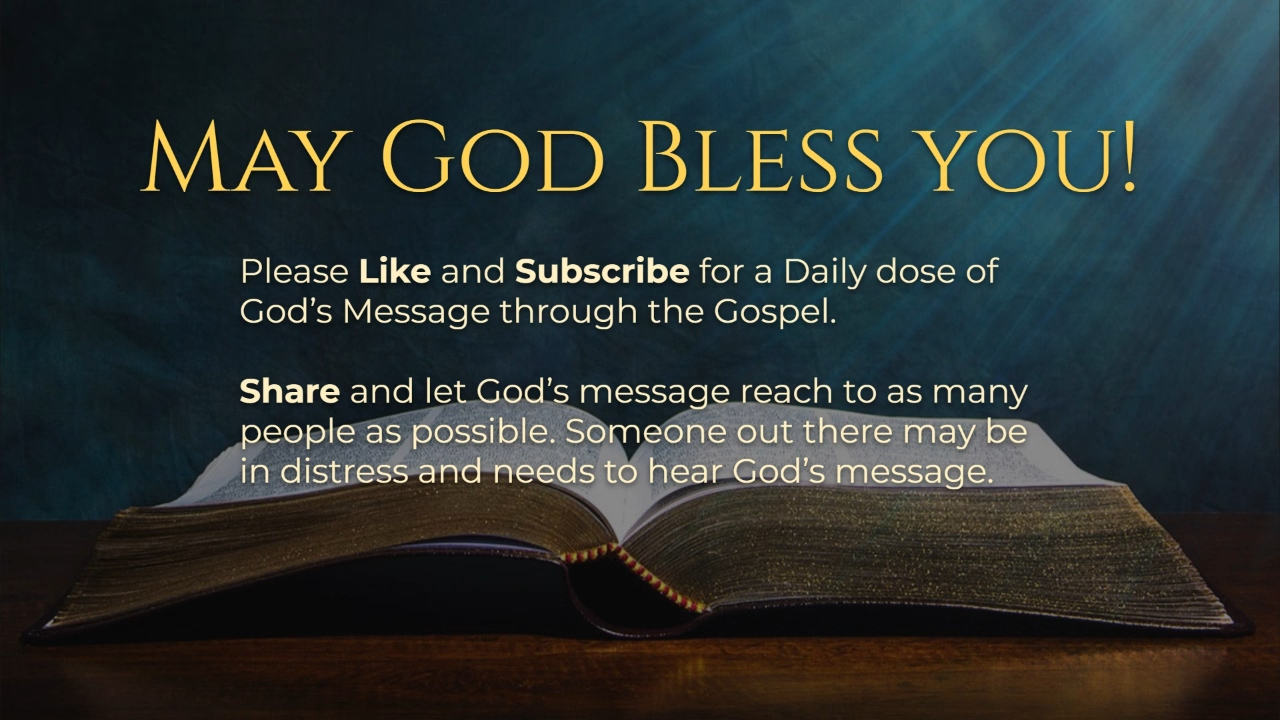 May God Bless you!
Please Like and Subscribe for a Daily dose of
God’s Message through the Gospel.
Share and let God’s message reach to as many
people as possible. Someone out there may be
in distress and needs to hear God’s message.